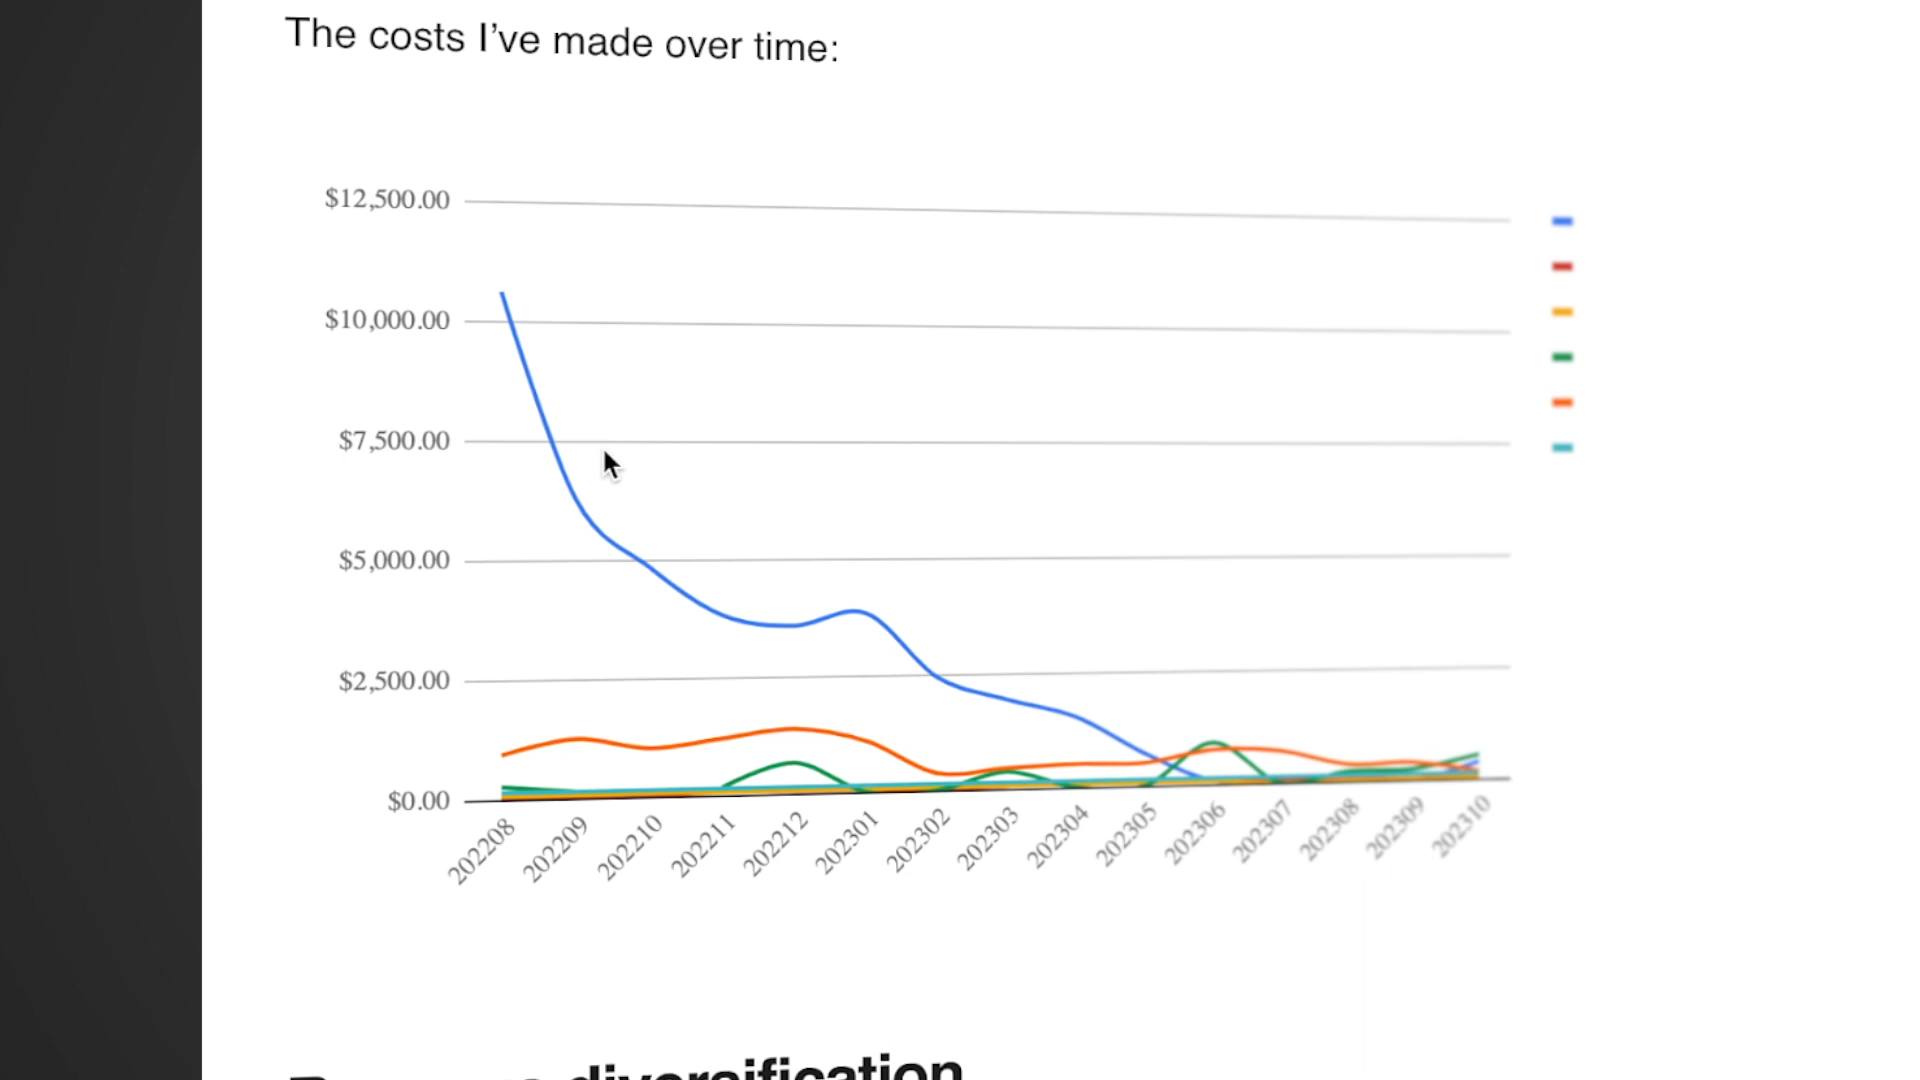 The costs I've made over time:
$12,500.00
$10,000.00
$7,500.00
$5,000.00
$2,500.00
$0.00
202208 202209 202210 202211 202212 202301 202302 202303 202304 202305 202306 202307 202308 202309 202310
diversification